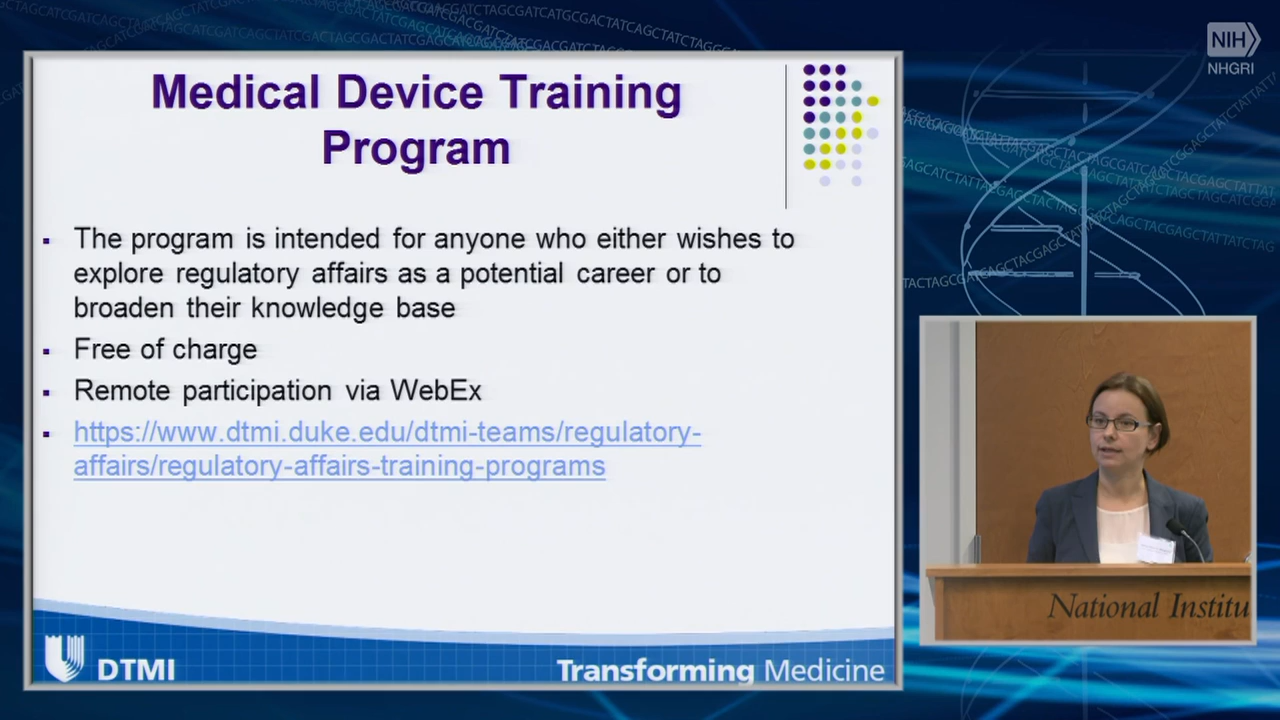 NIH
NHGRI
Medical Device Training
Program
The program is intended for anyone who either wishes to
explore regulatory affairs as a potential career or to
broaden their knowledge base
Free of charge
Remote participation via WebEx
https://www.dtmi.duke.edu/dtmi-teams/regulatory-
affairs/regulatory-affairs-training-programs
DTMI
Transforming Medicine
National Institu